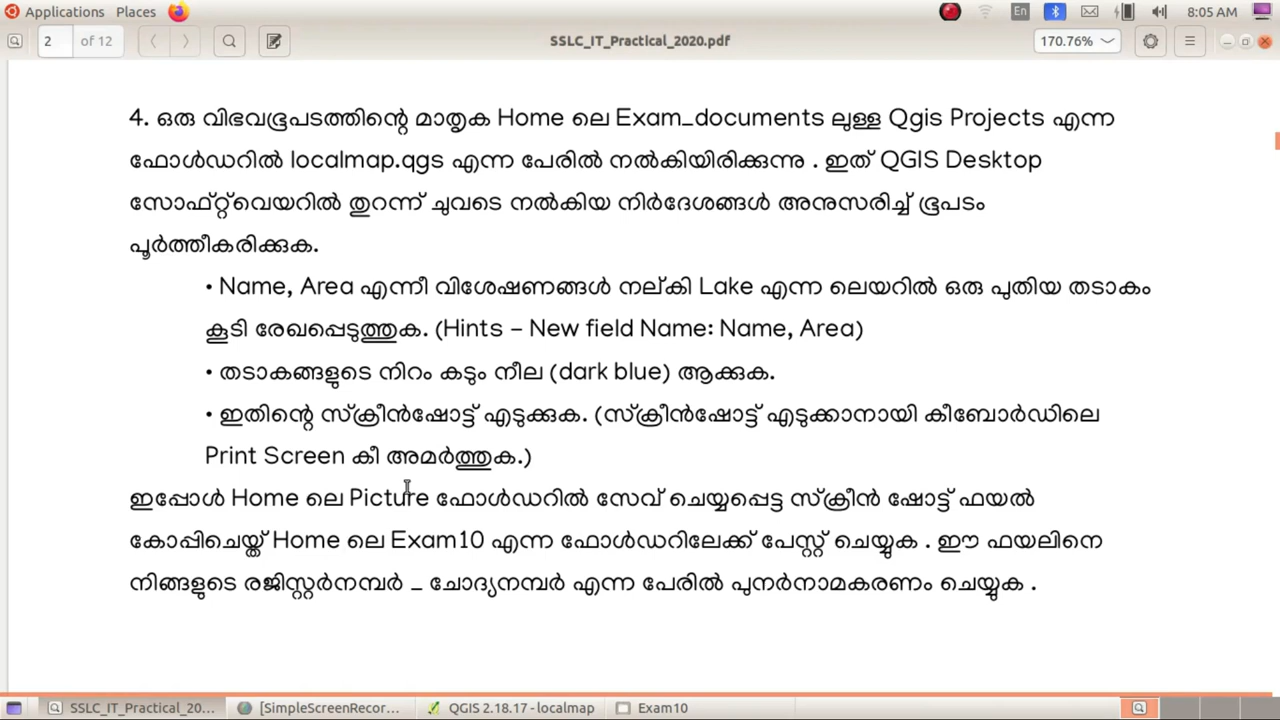 Applications Places En 8:05 AM
2 of 12 SSLC_IT_Practical_2020.pdf 170.76%
4. ഒരു വിഭവഭൂപടത്തിന്റെ മാതൃക Home ലെ Exam_documents ലുള്ള Qgis Projects എന്ന
ഫോൾഡറിൽ localmap.qgs എന്ന പേരിൽ നൽകിയിരിക്കുന്നു . ഇത് QGIS Desktop
സോഫ്റ്റ്‌വെയറിൽ തുറന്ന് ചുവടെ നൽകിയ നിർദേശങ്ങൾ അനുസരിച്ച് ഭൂപടം
പൂർത്തീകരിക്കുക.
• Name, Area എന്നീ വിശേഷണങ്ങൾ നല്കി Lake എന്ന ലെയറിൽ ഒരു പുതിയ തടാകം
കൂടി രേഖപ്പെടുത്തുക. (Hints – New field Name: Name, Area)
• തടാകങ്ങളുടെ നിറം കടും നീല (dark blue) ആക്കുക.
• ഇതിന്റെ സ്ക്രീൻഷോട്ട് എടുക്കുക. (സ്ക്രീൻഷോട്ട് എടുക്കാനായി കീബോർഡിലെ
Print Screen കീ അമർത്തുക.)
ഇപ്പോൾ Home ലെ Picture ഫോൾഡറിൽ സേവ് ചെയ്യപ്പെട്ട സ്ക്രീൻ ഷോട്ട് ഫയൽ
കോപ്പിചെയ്ത് Home ലെ Exam10 എന്ന ഫോൾഡറിലേക്ക് പേസ്റ്റ് ചെയ്യുക . ഈ ഫയലിനെ
നിങ്ങളുടെ രജിസ്റ്റർനമ്പർ _ ചോദ്യനമ്പർ എന്ന പേരിൽ പുനർനാമകരണം ചെയ്യുക .
SSLC_IT_Practical_20... [SimpleScreenRecor... QGIS 2.18.17 - localmap Exam10